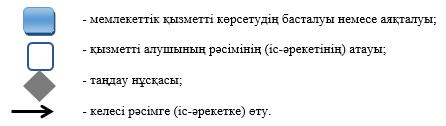 - мемлекеттік қызметті көрсетудің басталуы немесе аяқталуы;
- қызметті алушының рәсімінің (іс-әрекетінің) атауы;
- таңдау нұсқасы;
- келесі рәсімге (іс-әрекетке) өту.